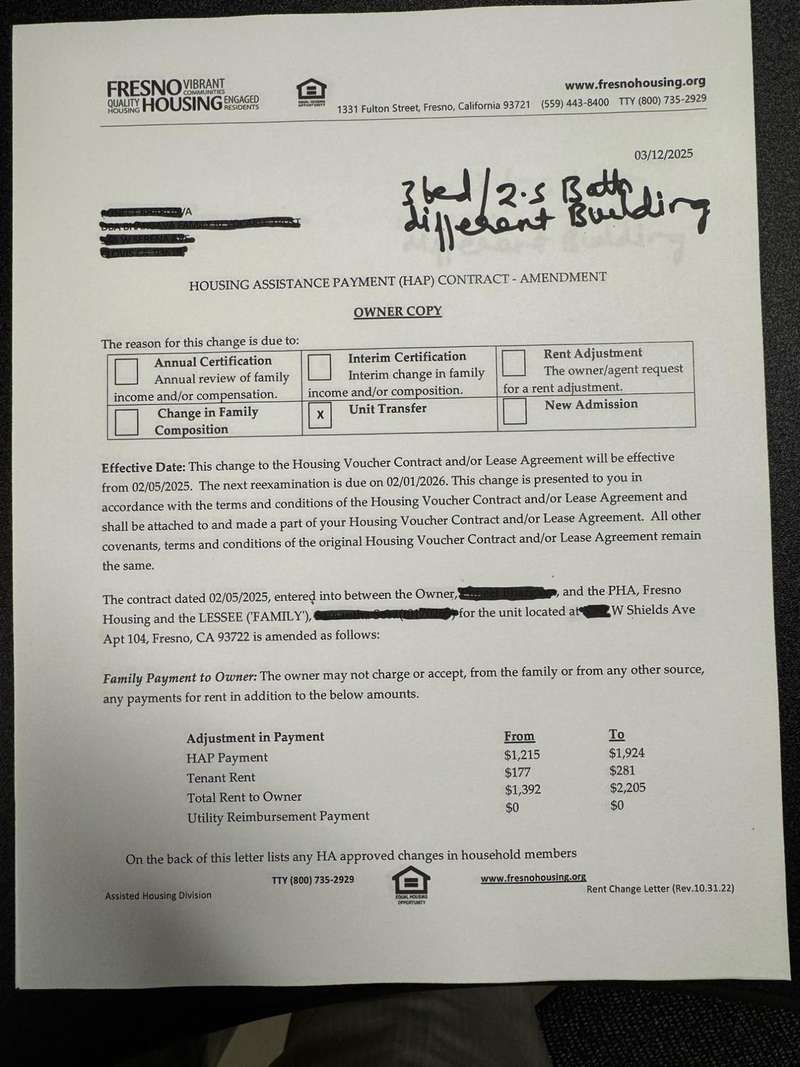 FRESNO VIBRANT COMMUNITIES
QUALITY HOUSING HOUSING ENGAGED RESIDENTS
EQUAL HOUSING OPPORTUNITY
www.fresnohousing.org
1331 Fulton Street, Fresno, California 93721 (559) 443-8400 TTY (800) 735-2929
03/12/2025
3 bed/2.5 Bath
different Building
HOUSING ASSISTANCE PAYMENT (HAP) CONTRACT - AMENDMENT
OWNER COPY
The reason for this change is due to:
Annual Certification
Annual review of family
income and/or compensation.
Interim Certification
Interim change in family
income and/or composition.
Rent Adjustment
The owner/agent request
for a rent adjustment.
Change in Family
Composition
X Unit Transfer
New Admission
Effective Date: This change to the Housing Voucher Contract and/or Lease Agreement will be effective
from 02/05/2025. The next reexamination is due on 02/01/2026. This change is presented to you in
accordance with the terms and conditions of the Housing Voucher Contract and/or Lease Agreement and
shall be attached to and made a part of your Housing Voucher Contract and/or Lease Agreement. All other
covenants, terms and conditions of the original Housing Voucher Contract and/or Lease Agreement remain
the same.
The contract dated 02/05/2025, entered into between the Owner, , and the PHA, Fresno
Housing and the LESSEE ('FAMILY'), for the unit located at W Shields Ave
Apt 104, Fresno, CA 93722 is amended as follows:
Family Payment to Owner: The owner may not charge or accept, from the family or from any other source,
any payments for rent in addition to the below amounts.
Adjustment in Payment From To
HAP Payment $1,215 $1,924
Tenant Rent $177 $281
Total Rent to Owner $1,392 $2,205
Utility Reimbursement Payment $0 $0
On the back of this letter lists any HA approved changes in household members
TTY (800) 735-2929
www.fresnohousing.org
Assisted Housing Division
EQUAL HOUSING
OPPORTUNITY
Rent Change Letter (Rev.10.31.22)